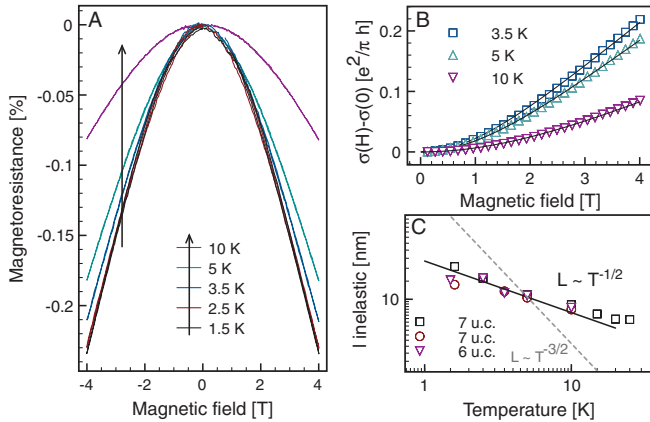 A
Magnetoresistance [%]
0
-0.05
-0.1
-0.15
-0.2
10 K
5 K
3.5 K
2.5 K
1.5 K
-4
-2
0
2
4
Magnetic field [T]
B
σ(H)-σ(0) [e²/π h]
0.2
0.1
0
3.5 K
5 K
10 K
0
1
2
3
4
Magnetic field [T]
C
l inelastic [nm]
10
L ~ T^-1/2
L ~ T^-3/2
7 u.c.
7 u.c.
6 u.c.
1
10
Temperature [K]